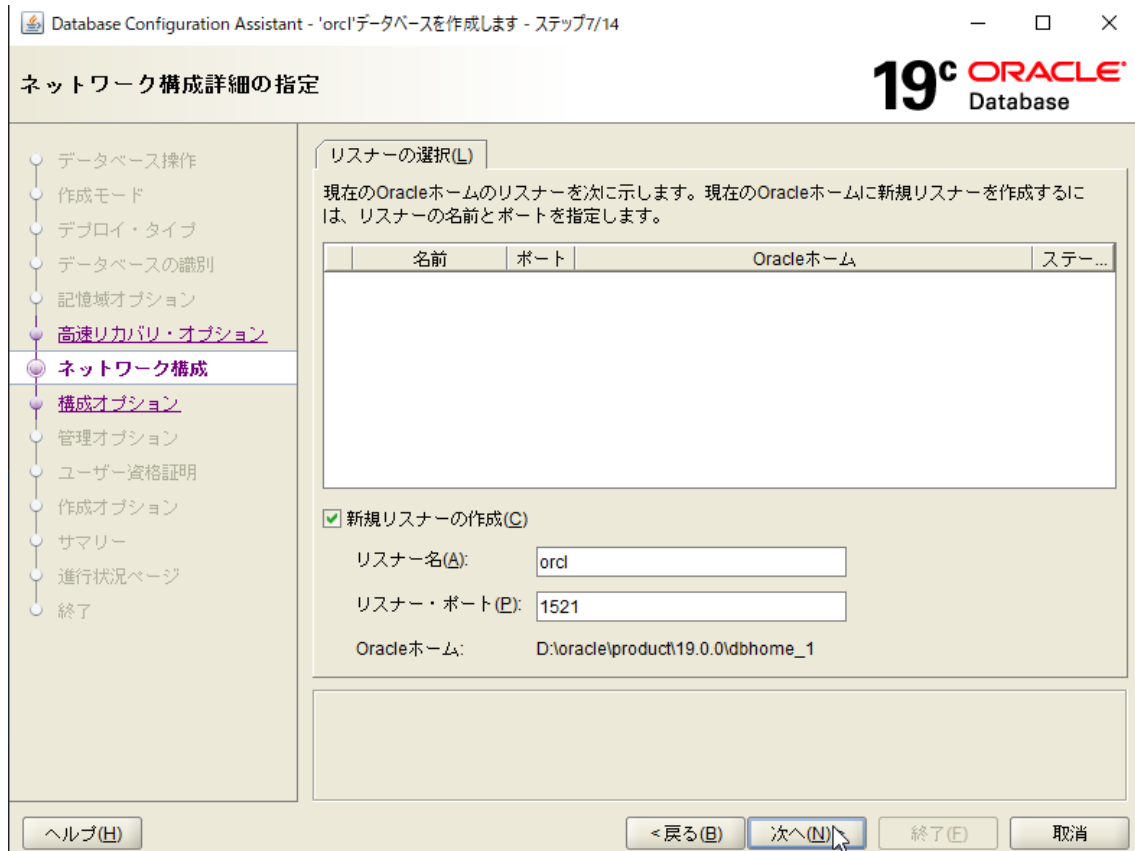 Database Configuration Assistant - 'orcl'データベースを作成します - ステップ7/14
ネットワーク構成詳細の指定
19c ORACLE
Database
データベース操作
作成モード
デプロイ・タイプ
データベースの識別
記憶域オプション
高速リカバリ・オプション
ネットワーク構成
構成オプション
管理オプション
ユーザー資格証明
作成オプション
サマリー
進行状況ページ
終了
リスナーの選択(L)
現在のOracleホームのリスナーを次に示します。現在のOracleホームに新規リスナーを作成するに
は、リスナーの名前とポートを指定します。
名前 ポート Oracleホーム ステー...
新規リスナーの作成(C)
リスナー名(A): orcl
リスナー・ポート(P): 1521
Oracleホーム: D:\oracle\product\19.0.0\dbhome_1
ヘルプ(H) <戻る(B) 次へ(N) 終了(F) 取消